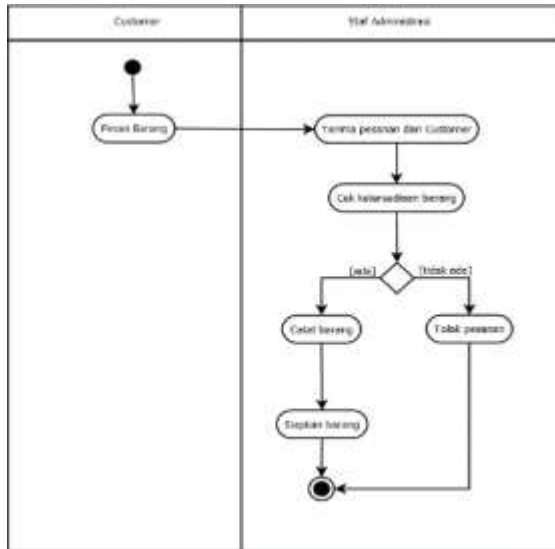 Customer
Staf Administrasi
Pesan Barang
Terima pesanan dari Customer
Cek ketersediaan barang
[ada]
[tidak ada]
Catat barang
Tolak pesanan
Siapkan barang